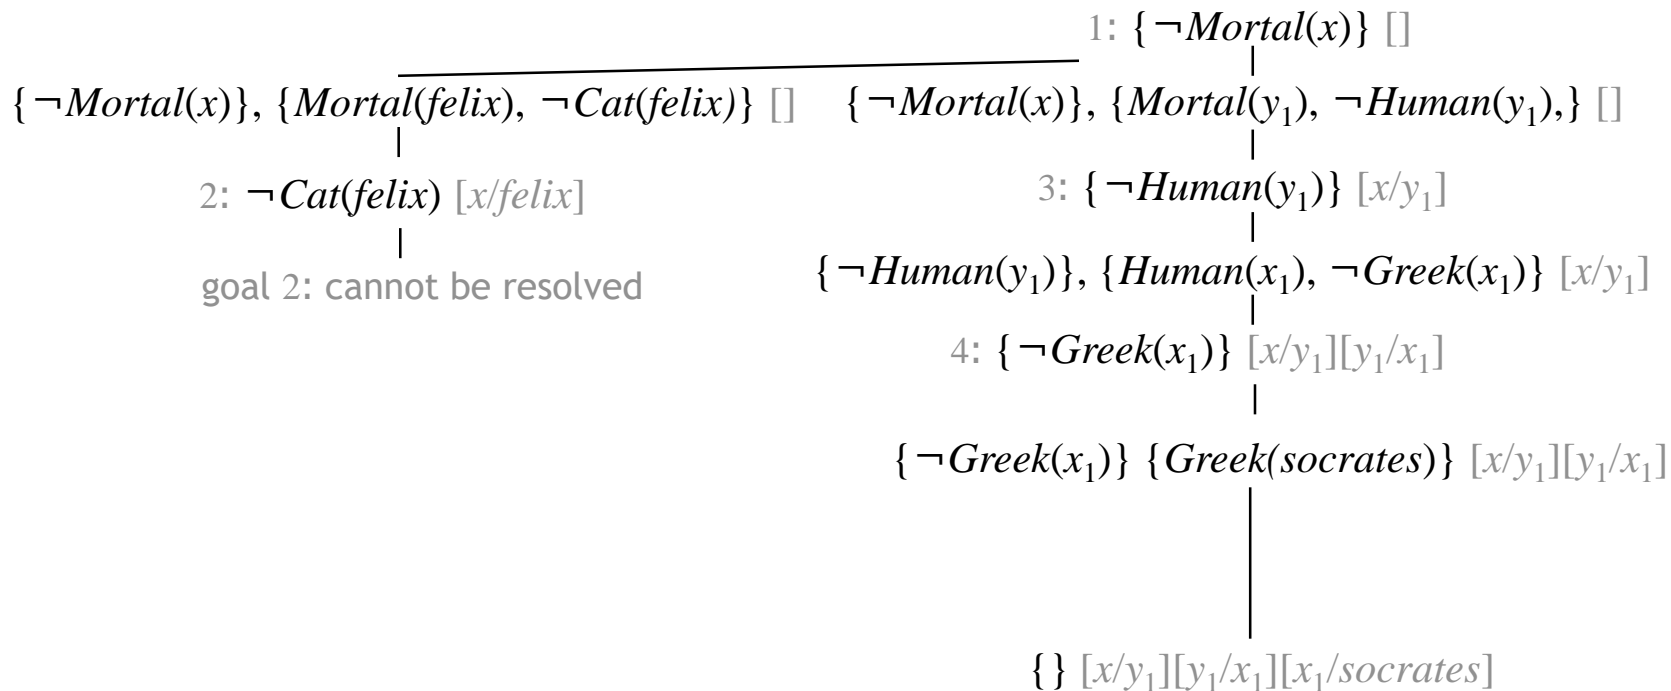 1: {¬Mortal(x)} []
{¬Mortal(x)}, {Mortal(felix), ¬Cat(felix)} [] {¬Mortal(x)}, {Mortal(y₁), ¬Human(y₁),} []
2: ¬Cat(felix) [x/felix] 3: {¬Human(y₁)} [x/y₁]
{¬Human(y₁)}, {Human(x₁), ¬Greek(x₁)} [x/y₁]
goal 2: cannot be resolved
4: {¬Greek(x₁)} [x/y₁][y₁/x₁]
{¬Greek(x₁)} {Greek(socrates)} [x/y₁][y₁/x₁]
{} [x/y₁][y₁/x₁][x₁/socrates]